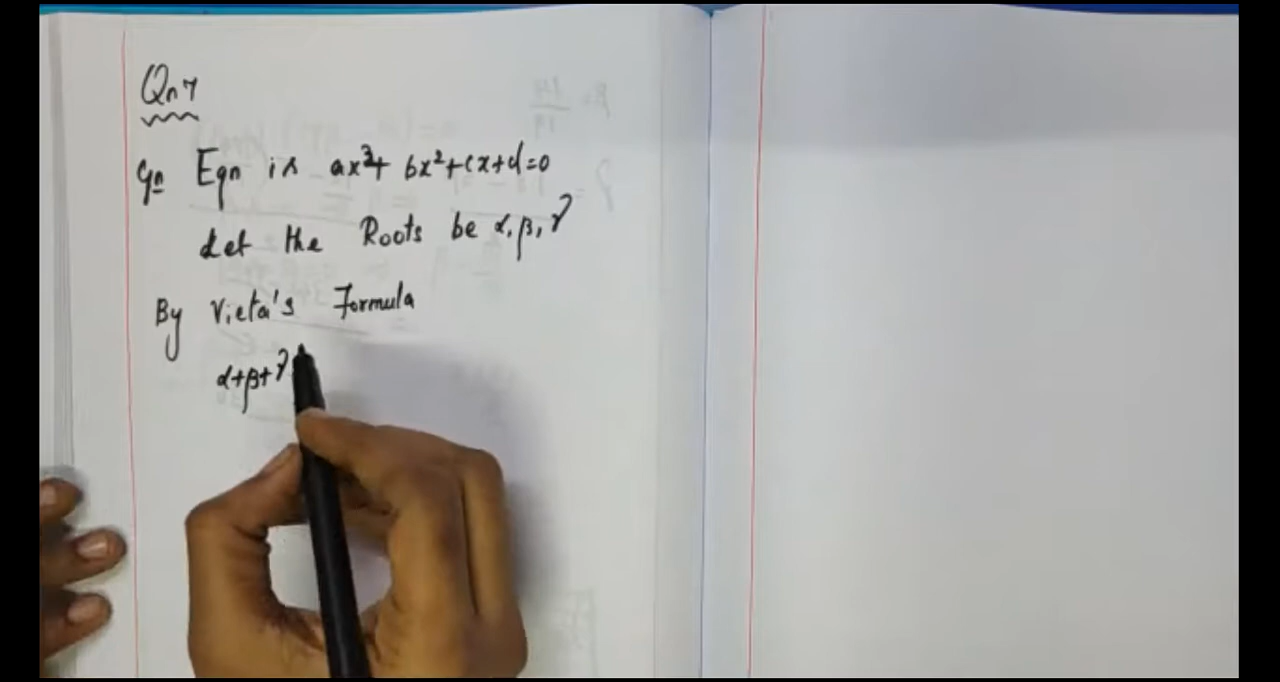 Qn 7
Gn Eqn is ax³+ bx²+cx+d=0
Let the Roots be α, β, γ
By Vieta's Formula
α+β+γ